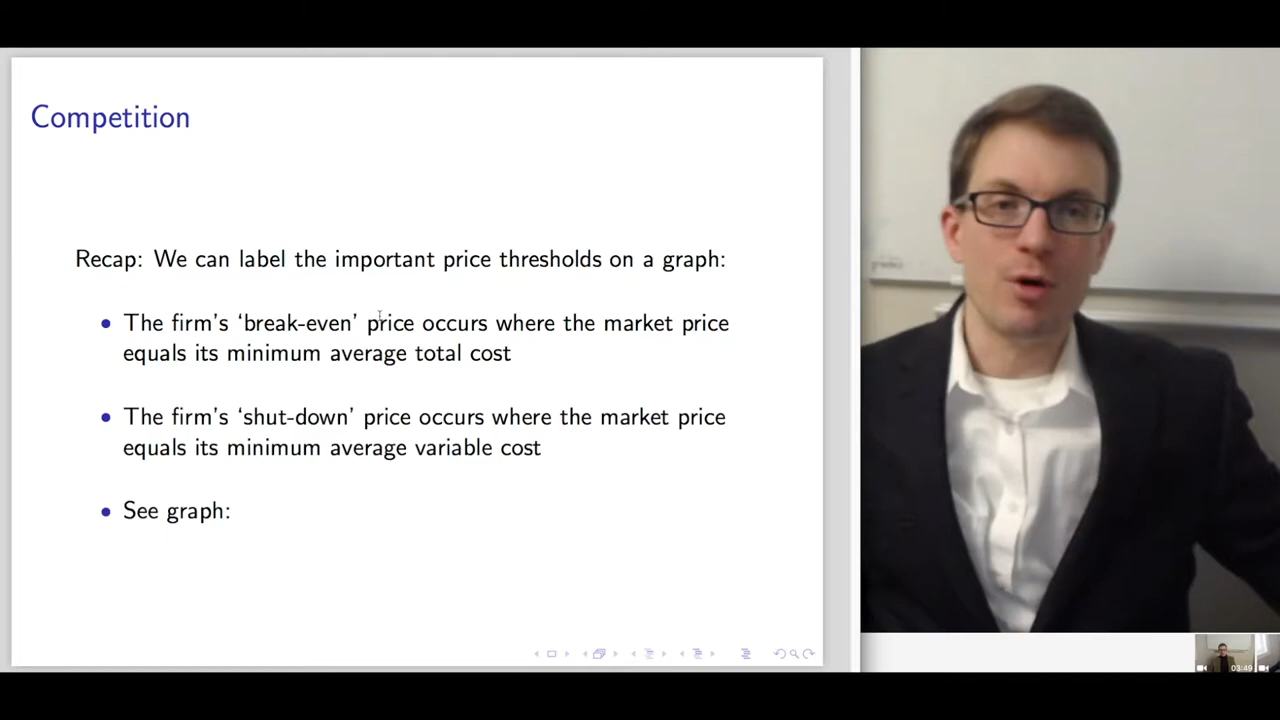 Competition
Recap: We can label the important price thresholds on a graph:
• The firm's ‘break-even’ price occurs where the market price
equals its minimum average total cost
• The firm's ‘shut-down’ price occurs where the market price
equals its minimum average variable cost
• See graph:
03:49